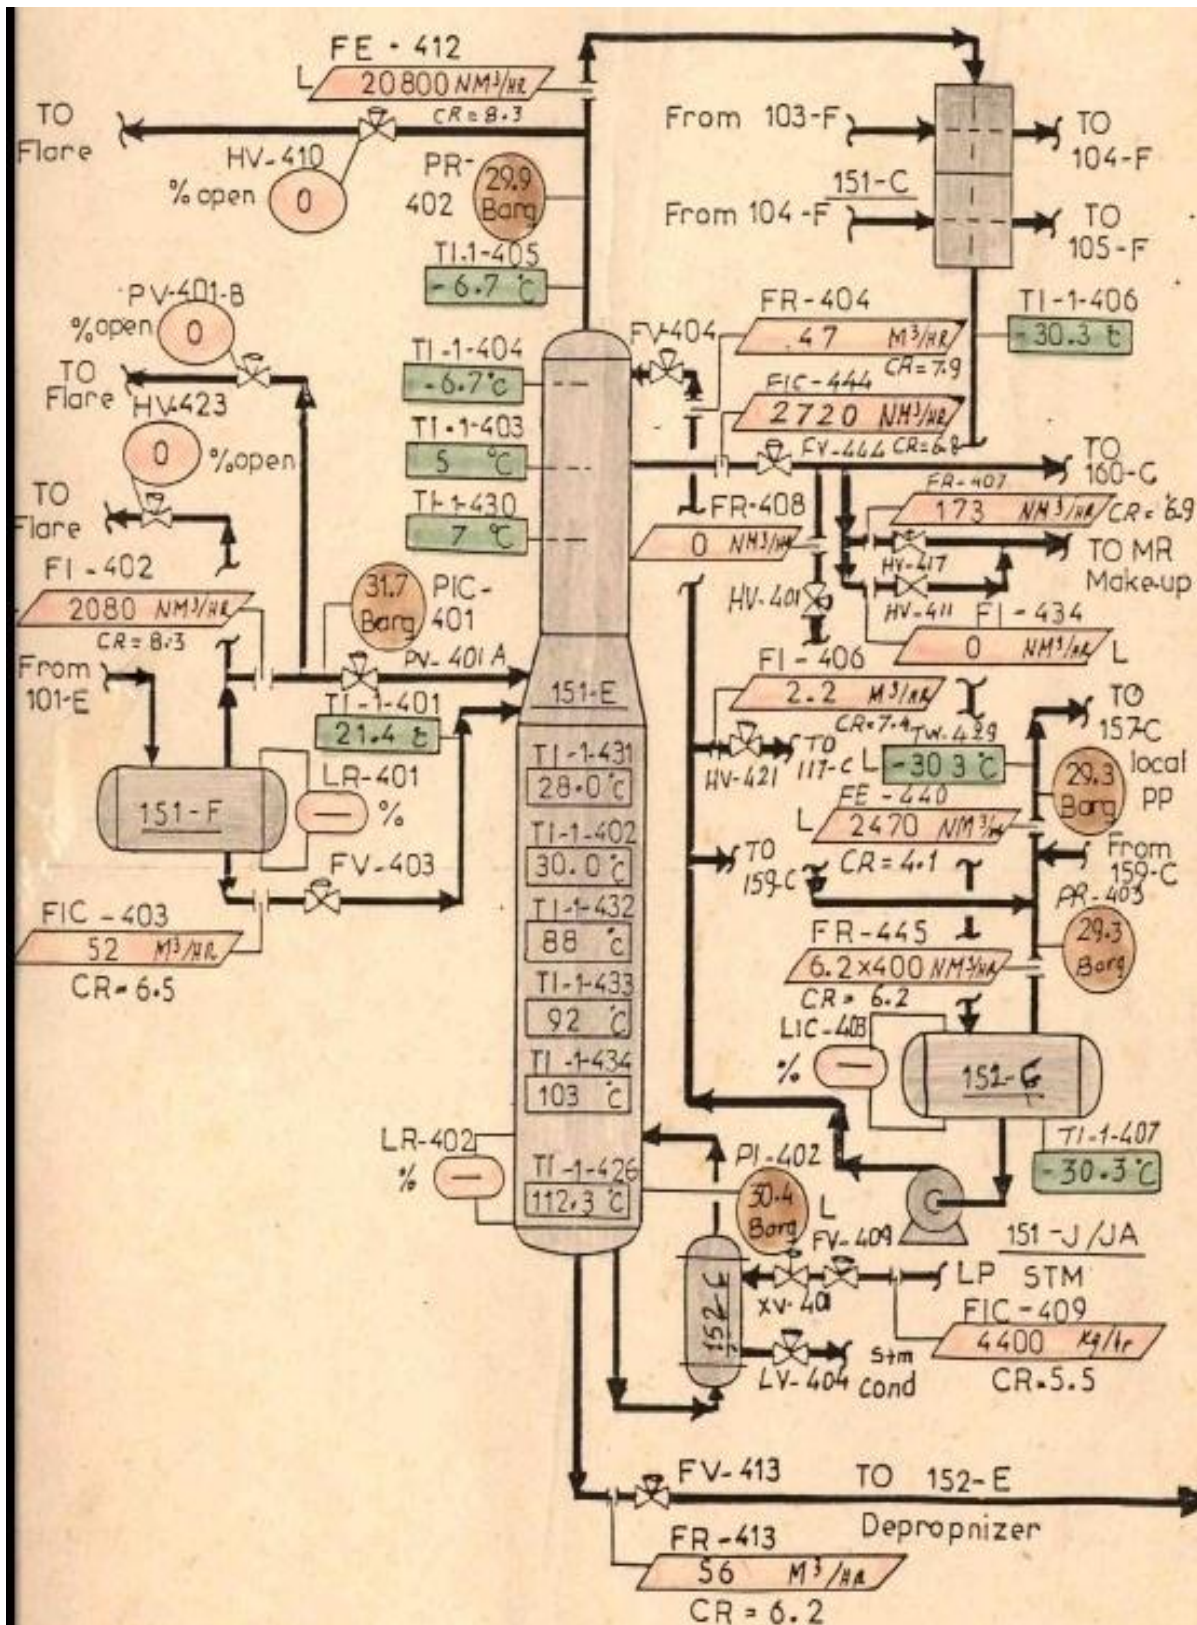 FE - 412
L 20800 NM³/HR
CR = 8.3
TO
Flare
HV-410
% open
0
PR-
402
29.9
Barg
TI.1-405
- 6.7 °C
From 103-F
TO
104-F
151-C
From 104-F
TO
105-F
TI-1-406
-30.3 °C
PV-401-B
% open
0
TO
Flare
HV-423
0
% open
TO
Flare
TI-1-404
-6.7 °C
TI-1-403
5 °C
TI-1-430
7 °C
FV-404
FR-404
47 M³/HR
CR = 7.9
FIC-444
2720 NM³/HR
FV-444
CR = 6.8
TO
160-C
FR-407
173 NM³/HR
CR = 6.9
FR-408
0 NM³/HR
HV-417
TO MR
Make-up
HV-401
HV-411
FI-434
0 NM³/HR L
FI - 402
2080 NM³/HR
CR = 8.3
31.7
Barg
PIC-
401
PV-401 A
From
101-E
TI-1-401
21.4 °C
151-E
151-F
LR-401
%
FV-403
FIC - 403
52 M³/HR
CR = 6.5
TI-1-431
28.0 °C
TI-1-402
30.0 °C
TI-1-432
88 °C
TI-1-433
92 °C
TI-1-434
103 °C
TI-1-426
112.3 °C
LR-402
%
FI-406
2.2 M³/HR
CR = 7.4
HV-421
TO
117-C
TO
157-C
local
PP
L -30.3 °C
29.3
Barg
FE-440
L 2470 NM³/Hr
CR = 4.1
TO
159-C
From
159-C
PR-403
29.3
Barg
FR-445
6.2x400 NM³/HR
CR = 6.2
LIC-403
%
TI-1-407
-30.3 °C
151-J/JA
PI-402
30.4
Barg
L
FV-409
XV-401
LP STM
FIC-409
4400 Kg/hr
CR = 5.5
152-C
LV-404
Stm
Cond
FV-413
TO 152-E
Depropnizer
FR-413
56 M³/HR
CR = 6.2